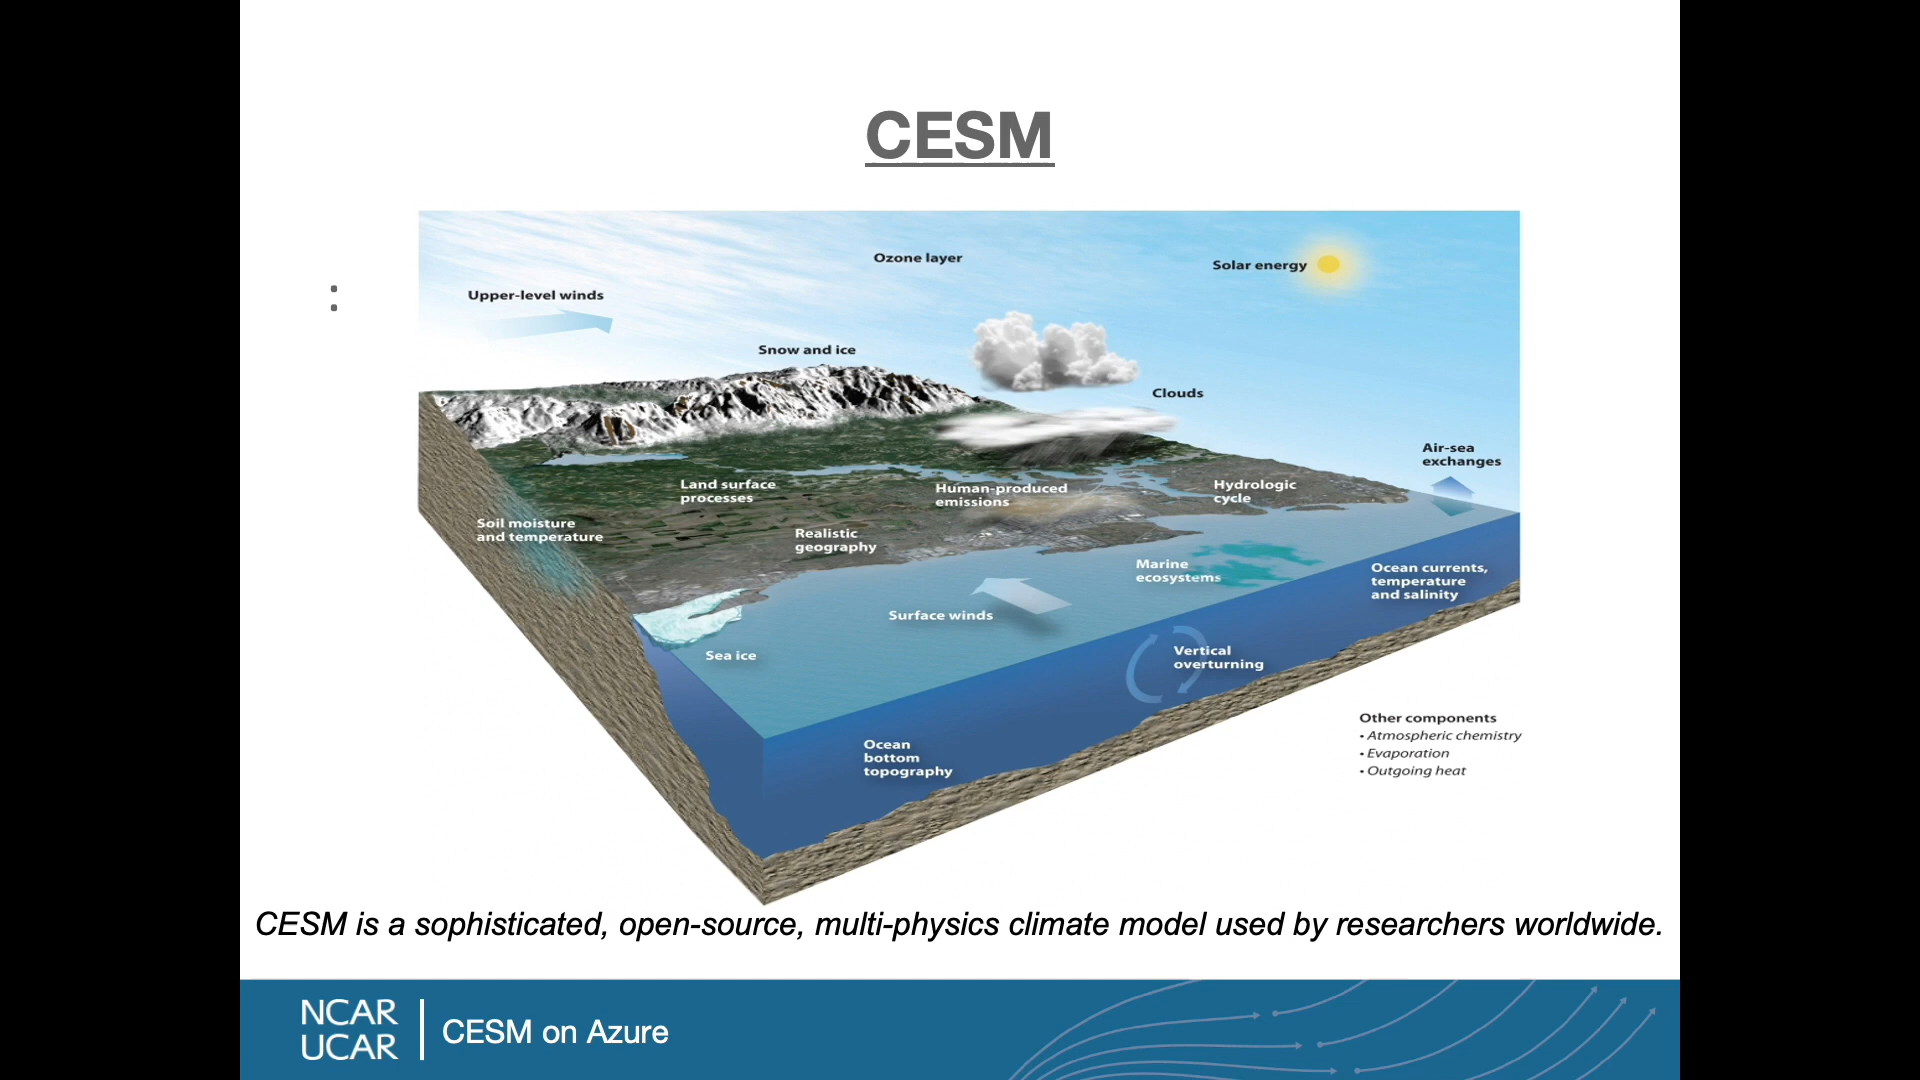 CESM
:
Ozone layer
Solar energy
Upper-level winds
Snow and ice
Clouds
Air-sea
exchanges
Land surface
processes
Human-produced
emissions
Hydrologic
cycle
Soil moisture
and temperature
Realistic
geography
Marine
ecosystems
Ocean currents,
temperature
and salinity
Surface winds
Sea ice
Vertical
overturning
Ocean
bottom
topography
Other components
• Atmospheric chemistry
• Evaporation
• Outgoing heat
CESM is a sophisticated, open-source, multi-physics climate model used by researchers worldwide.
NCAR
UCAR
CESM on Azure